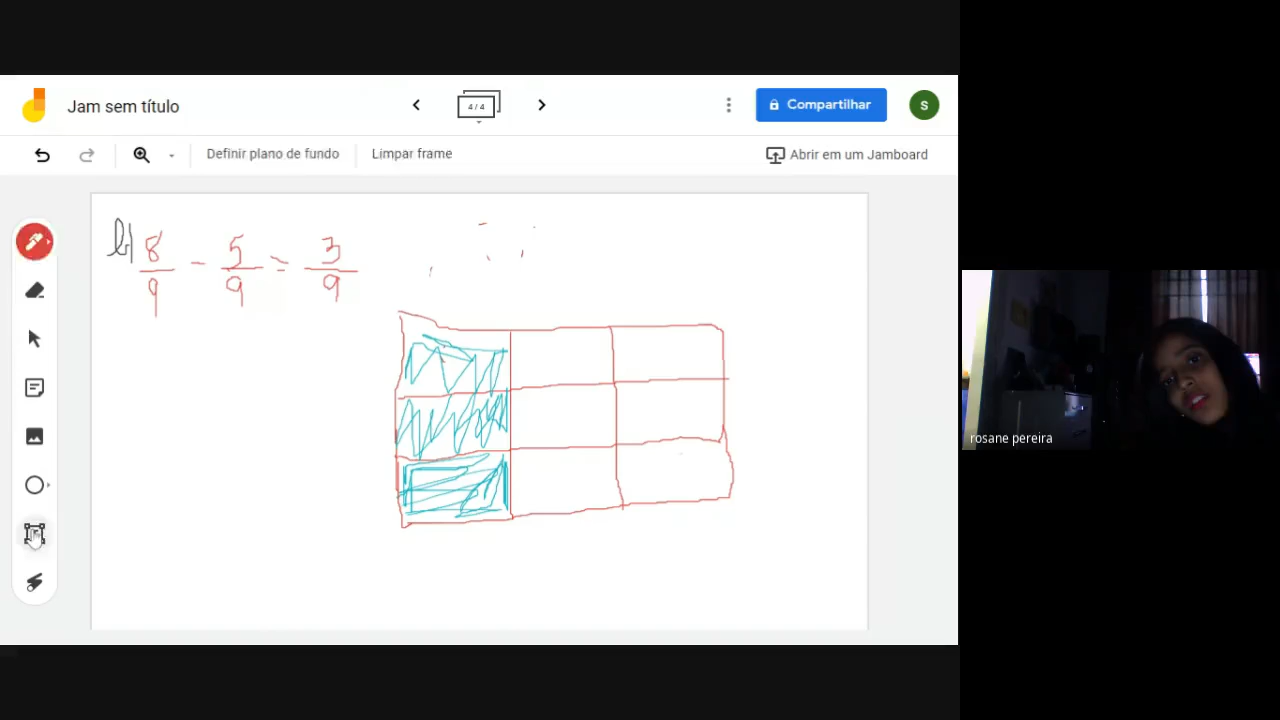 Jam sem título
4 / 4
Compartilhar
S
Definir plano de fundo
Limpar frame
Abrir em um Jamboard
b) 8/9 - 5/9 = 3/9
rosane pereira